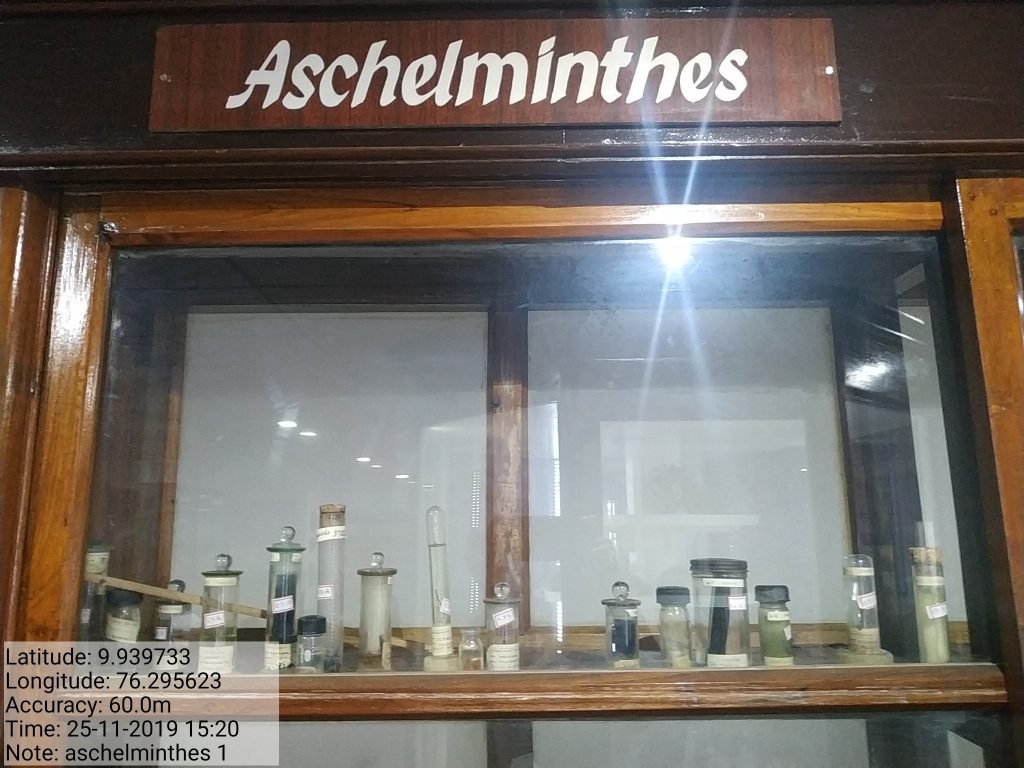 Aschelminthes
Latitude: 9.939733
Longitude: 76.295623
Accuracy: 60.0m
Time: 25-11-2019 15:20
Note: aschelminthes 1